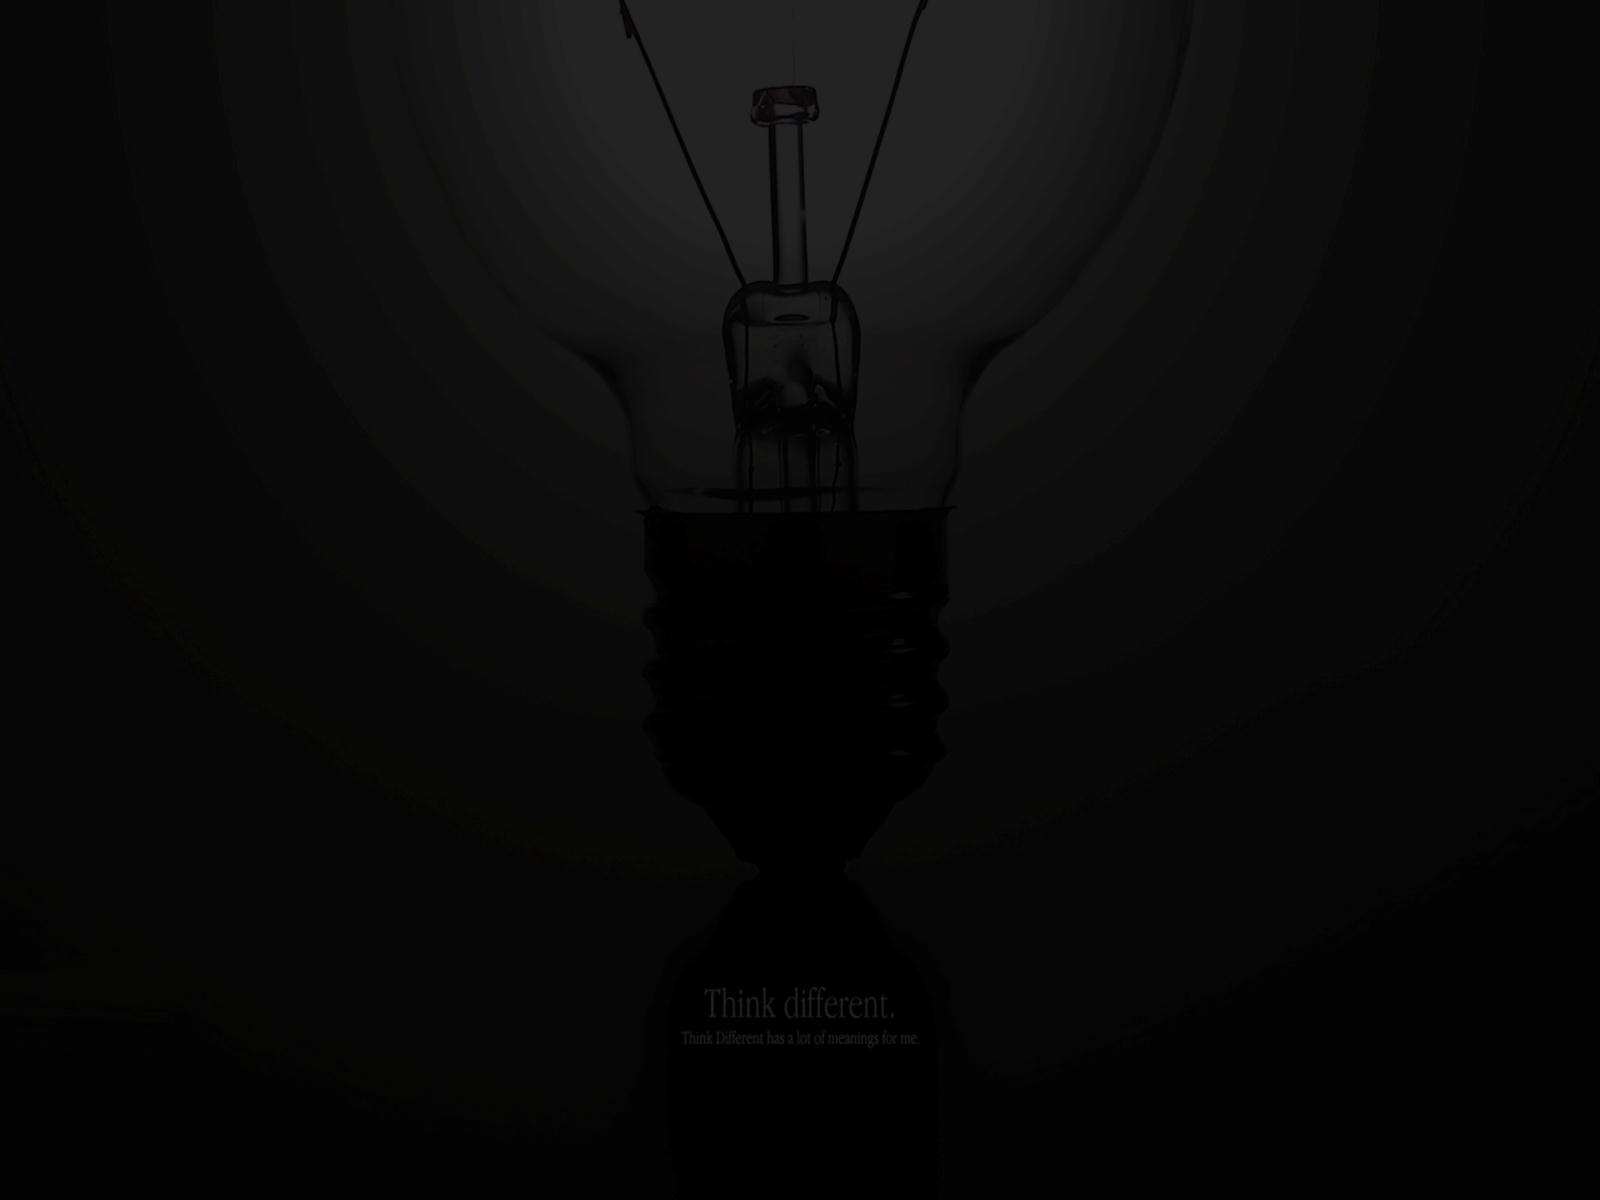 Think different.
Think Different has a lot of meanings for me.